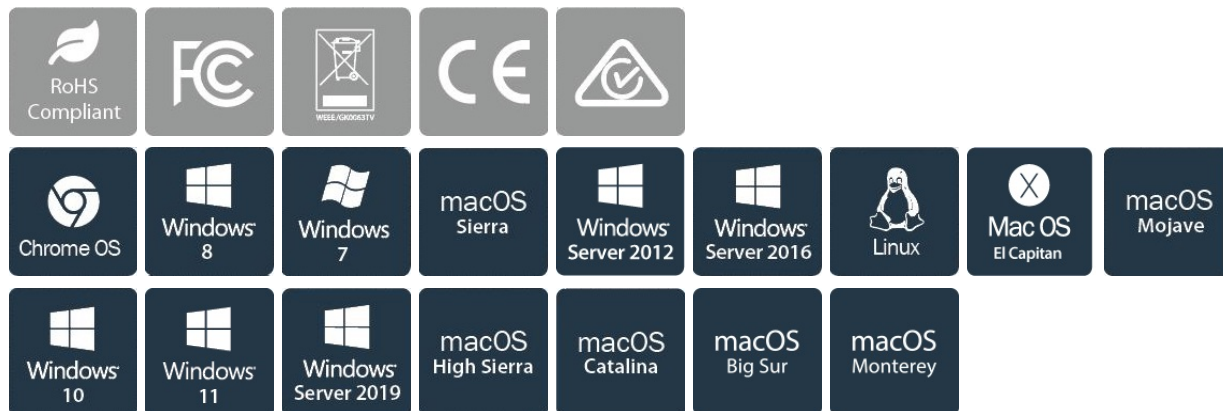 RoHS
Compliant
FC
WEEE/GK0083TV
CE
Chrome OS
Windows
8
Windows
7
macOS
Sierra
Windows
Server 2012
Windows
Server 2016
Linux
X
Mac OS
El Capitan
macOS
Mojave
Windows
10
Windows
11
Windows
Server 2019
macOS
High Sierra
macOS
Catalina
macOS
Big Sur
macOS
Monterey